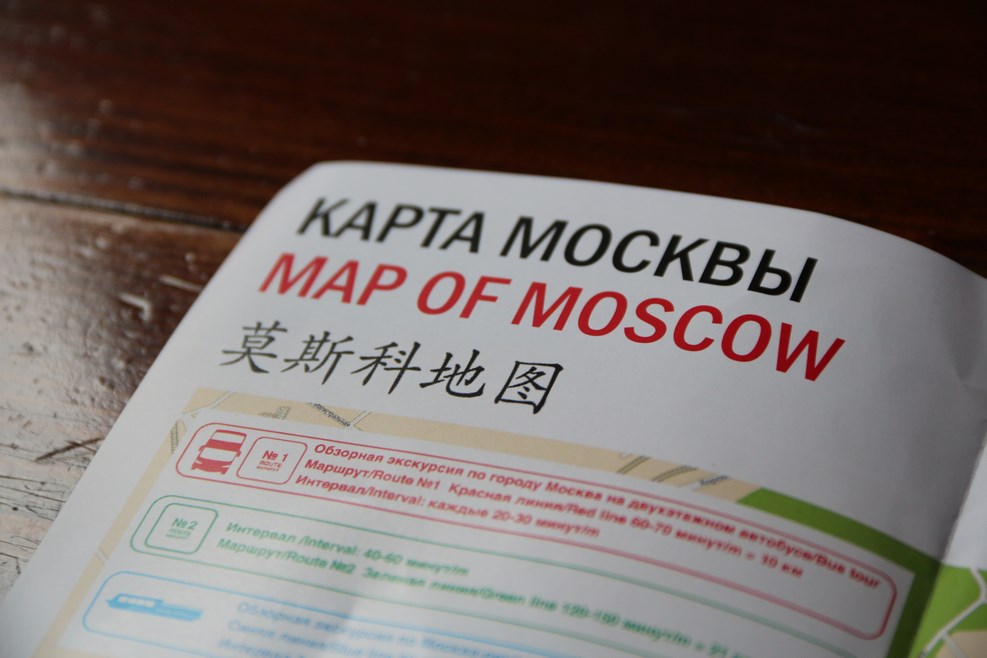 КАРТА МОСКВЫ
MAP OF MOSCOW
莫斯科地图
№ 1
ROUTE
Обзорная экскурсия по городу Москва на двухэтажном автобусе/Bus tour
Маршрут/Route №1 Красная линия/Red line 60-70 минут/m = 10 км
Интервал/Interval: каждые 20-30 минут/m
№ 2
Интервал /Interval: 40-60 минут/m
Маршрут/Route №2 Зеленая линия/Green line 120-150 минут/m =